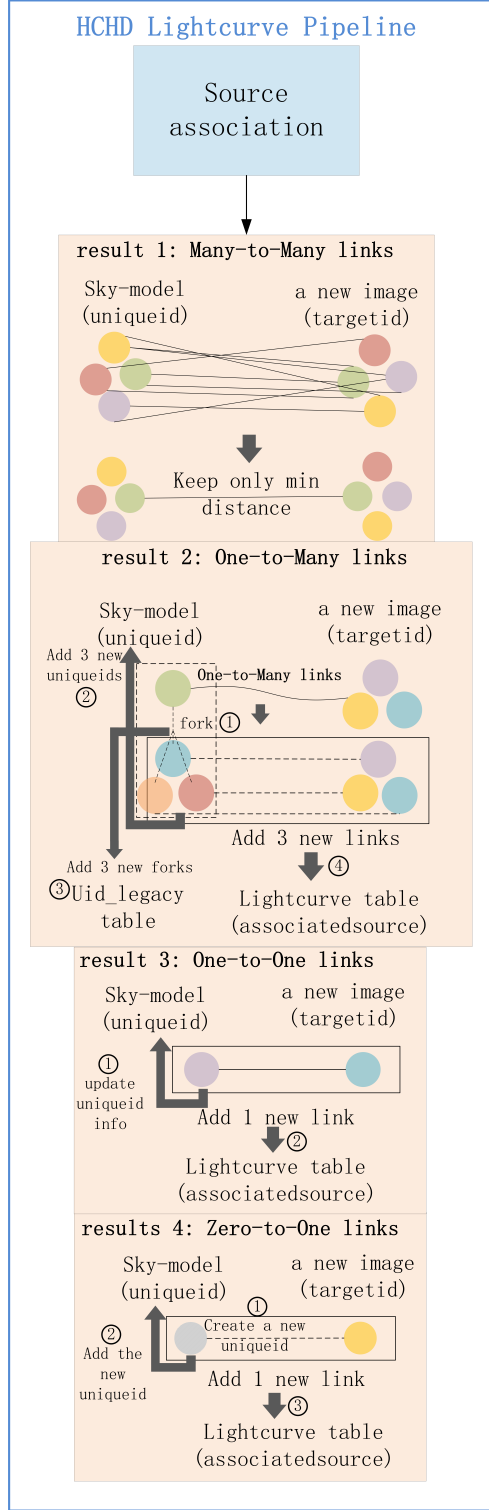 HCHD Lightcurve Pipeline
Source
association
result 1: Many-to-Many links
Sky-model
(uniqueid)
a new image
(targetid)
Keep only min
distance
result 2: One-to-Many links
Sky-model
(uniqueid)
a new image
(targetid)
Add 3 new
uniqueids
②
One-to-Many links
fork ①
Add 3 new links
④
Add 3 new forks
③ Uid_legacy
table
Lightcurve table
(associatedsource)
result 3: One-to-One links
Sky-model
(uniqueid)
a new image
(targetid)
①
update
uniqueid
info
Add 1 new link
②
Lightcurve table
(associatedsource)
results 4: Zero-to-One links
Sky-model
(uniqueid)
a new image
(targetid)
①
Create a new
uniqueid
②
Add the
new
uniqueid
Add 1 new link
③
Lightcurve table
(associatedsource)